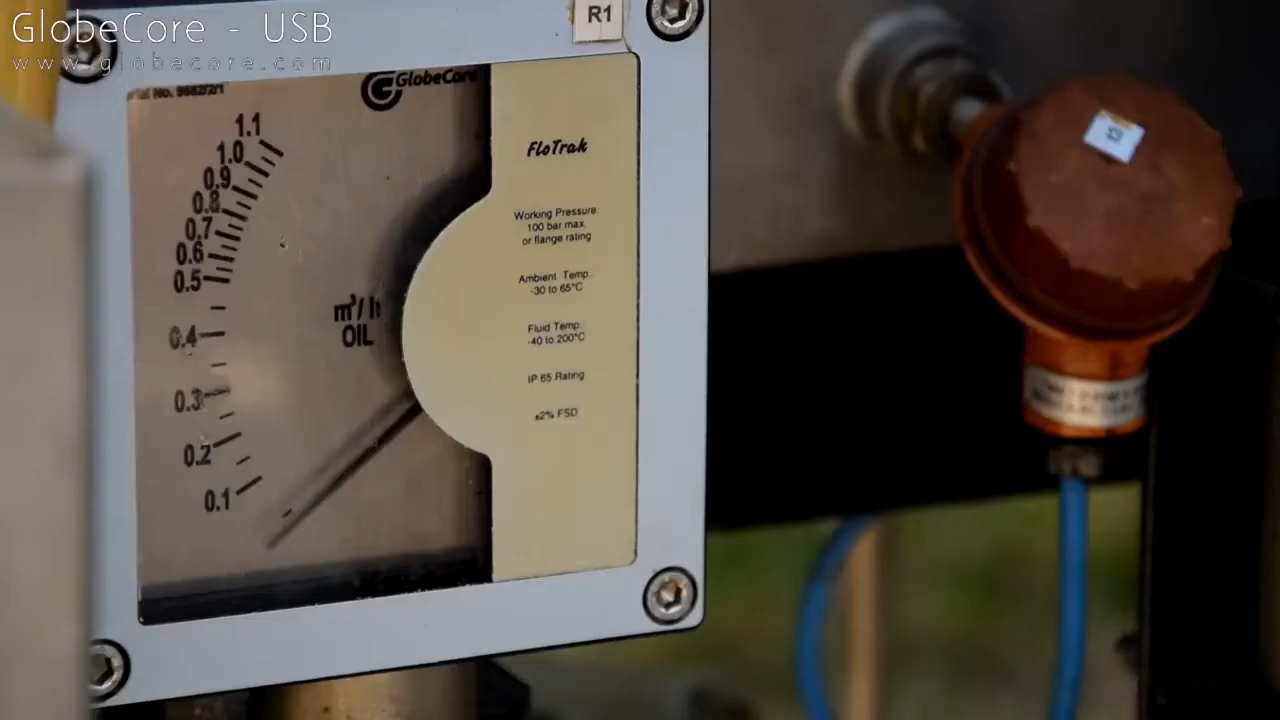 GlobeCore - USB
www.globecore.com
R1
GlobeCore
FloTrak
1.1
1.0
0.9
0.8
0.7
0.6
0.5
0.4
0.3
0.2
0.1
OIL
Working Pressure:
100 bar max.
or flange rating
Ambient Temp.
-30 to 65°C
Fluid Temp.
-40 to 200°C
IP 65 Rating
±2% FSD